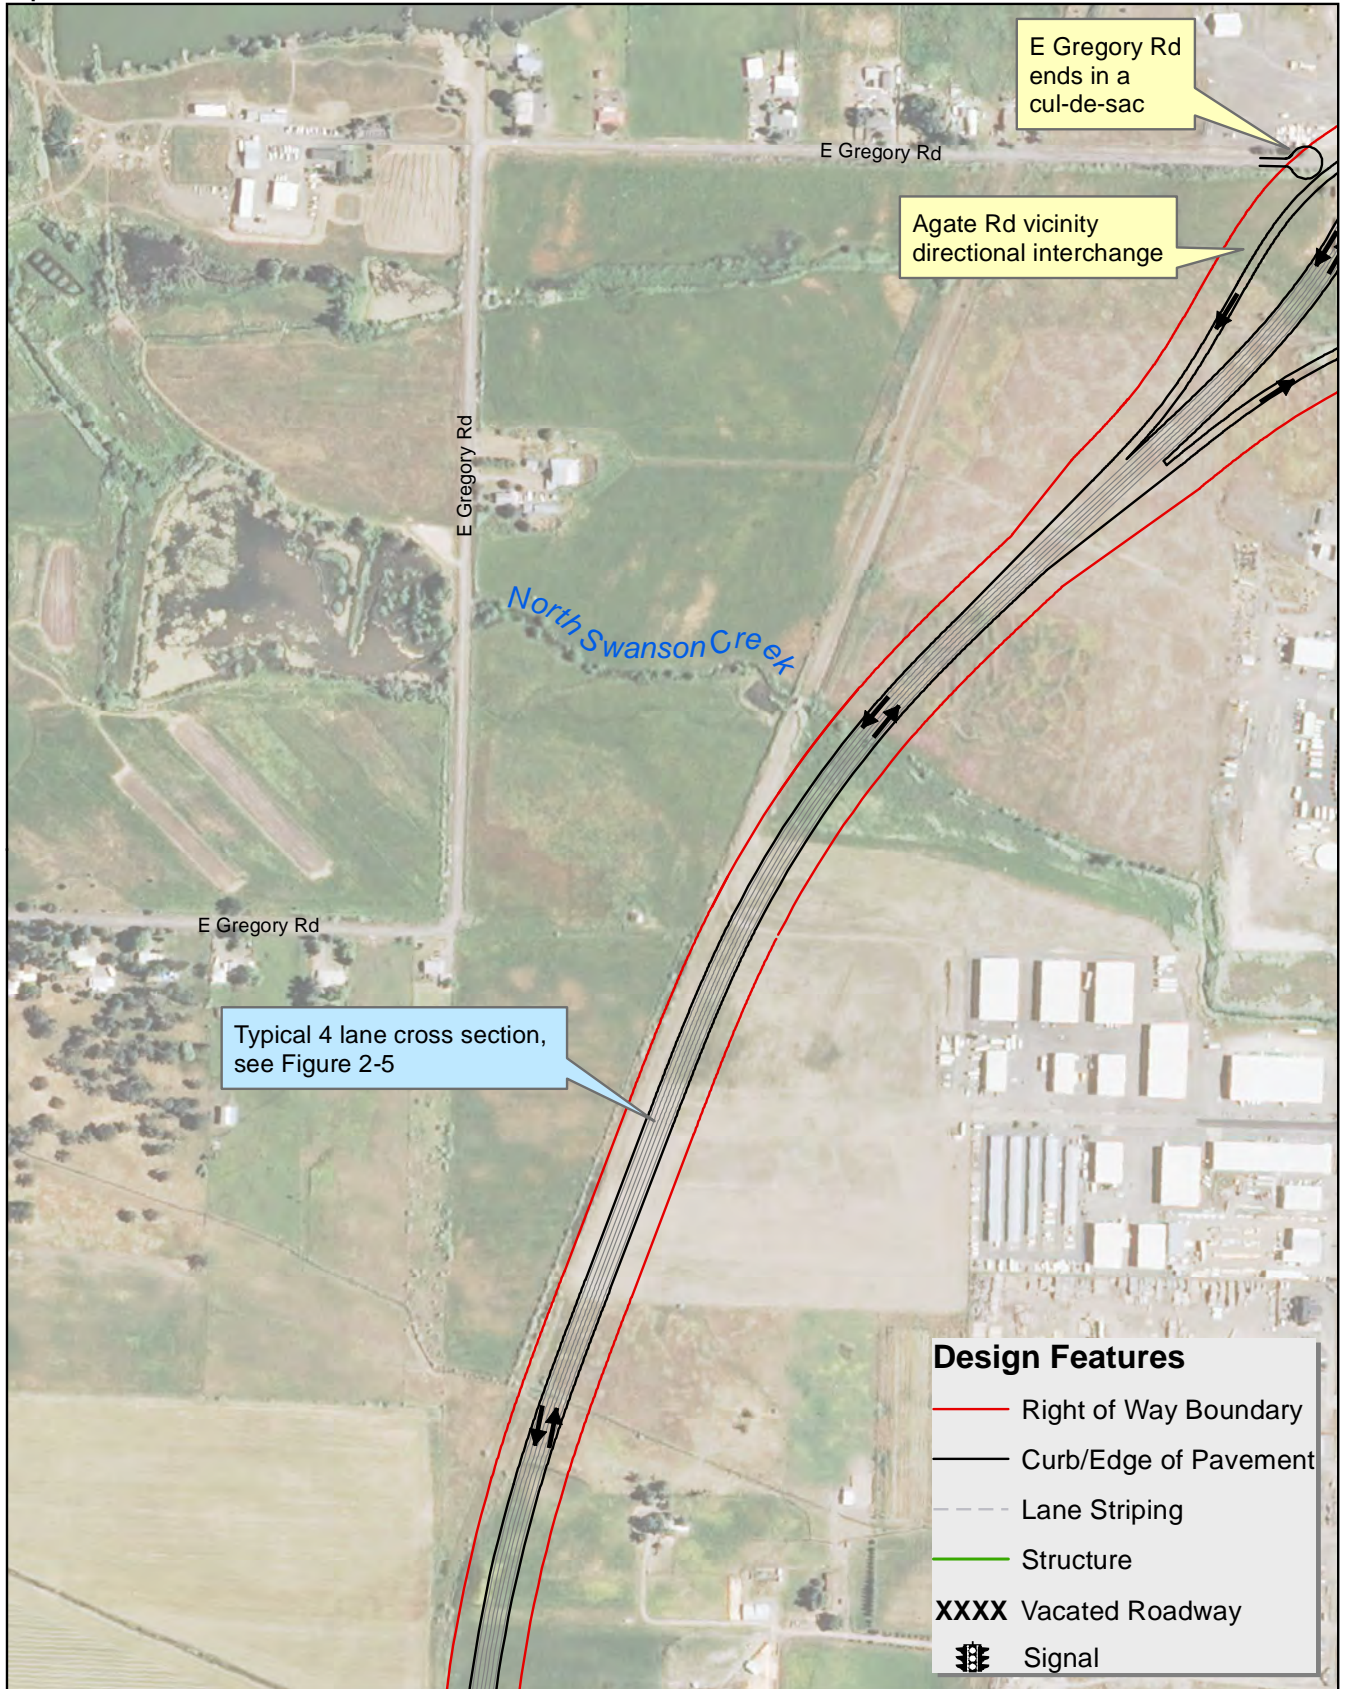 E Gregory Rd
ends in a
cul-de-sac
E Gregory Rd
Agate Rd vicinity
directional interchange
E Gregory Rd
North Swanson Creek
E Gregory Rd
Typical 4 lane cross section,
see Figure 2-5
Design Features
Right of Way Boundary
Curb/Edge of Pavement
Lane Striping
Structure
XXXX Vacated Roadway
Signal